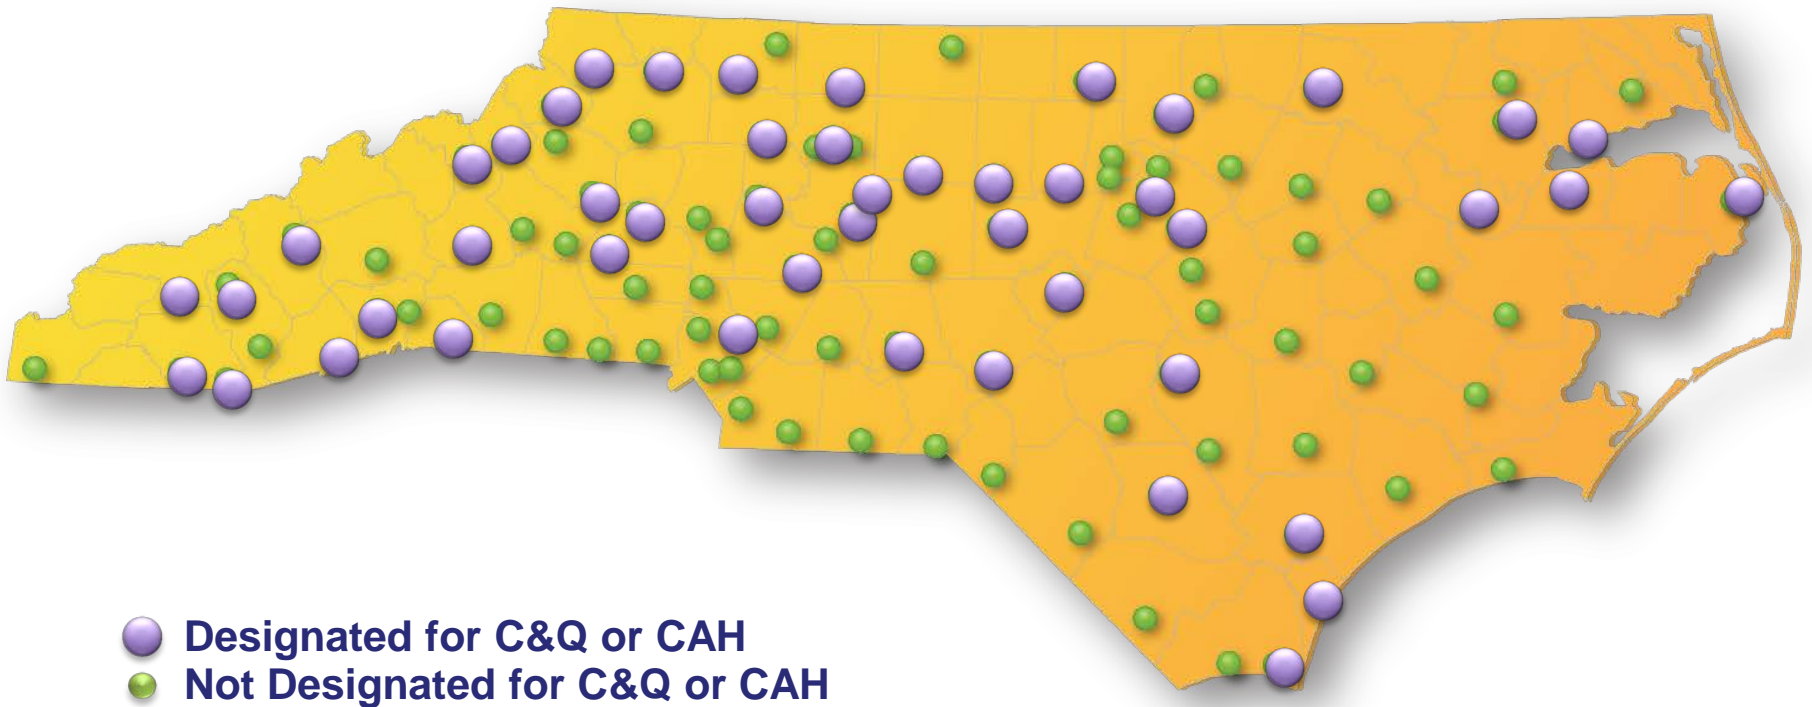 Designated for C&Q or CAH
Not Designated for C&Q or CAH